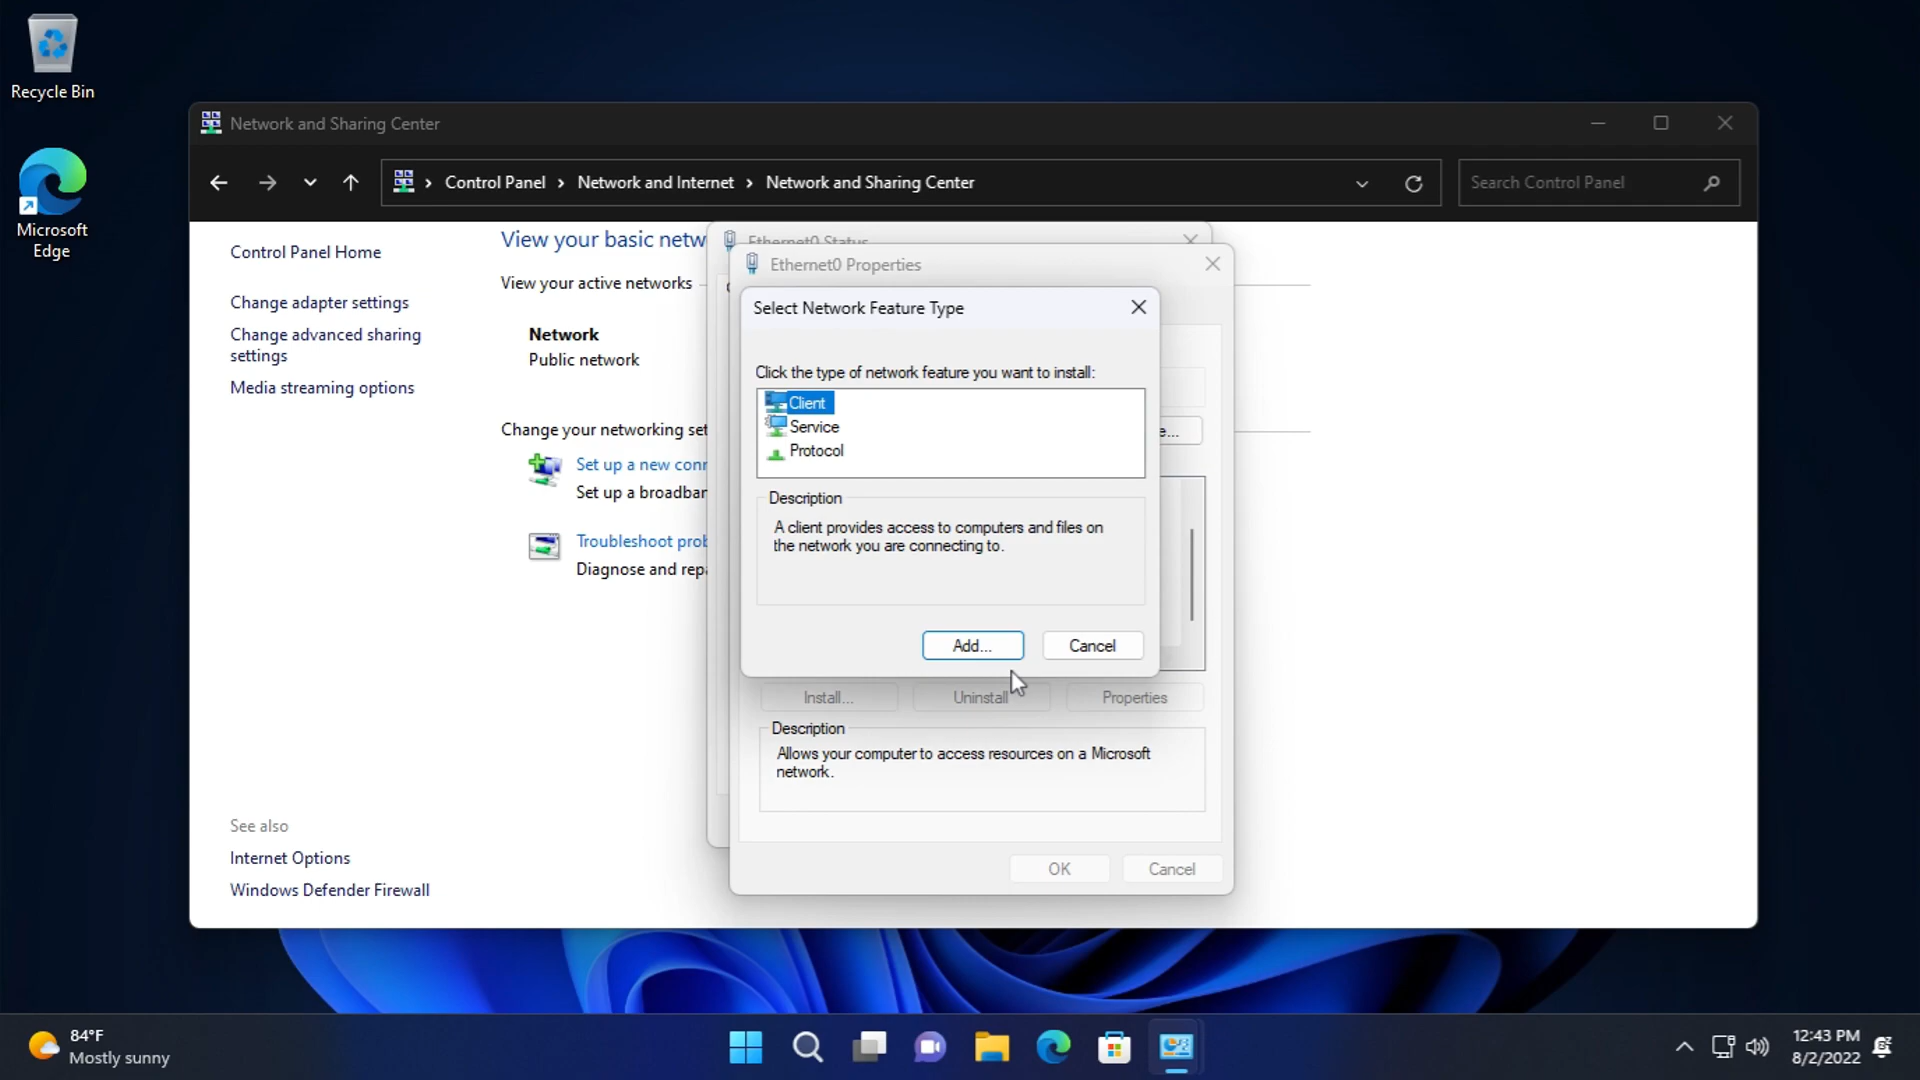 Recycle Bin
Microsoft
Edge
Network and Sharing Center
Control Panel
Network and Internet
Network and Sharing Center
Search Control Panel
Control Panel Home
Change adapter settings
Change advanced sharing
settings
Media streaming options
See also
Internet Options
Windows Defender Firewall
View your basic netw
View your active networks
Network
Public network
Change your networking set
Set up a new conn
Set up a broadban
Troubleshoot prob
Diagnose and repa
Ethernet0 Status
Ethernet0 Properties
Select Network Feature Type
Click the type of network feature you want to install:
Client
Service
Protocol
Description
A client provides access to computers and files on
the network you are connecting to.
Add...
Cancel
e...
Install...
Uninstall
Properties
Description
Allows your computer to access resources on a Microsoft
network.
OK
Cancel
84°F
Mostly sunny
12:43 PM
8/2/2022